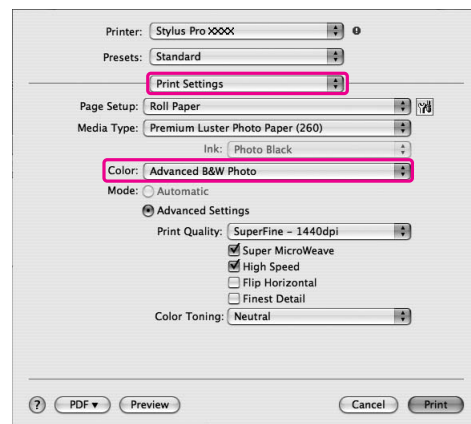 Printer: Stylus Pro XXXX
Presets: Standard
Print Settings
Page Setup: Roll Paper
Media Type: Premium Luster Photo Paper (260)
Ink: Photo Black
Color: Advanced B&W Photo
Mode: Automatic
Advanced Settings
Print Quality: SuperFine - 1440dpi
Super MicroWeave
High Speed
Flip Horizontal
Finest Detail
Color Toning: Neutral
? PDF ▾ Preview Cancel Print